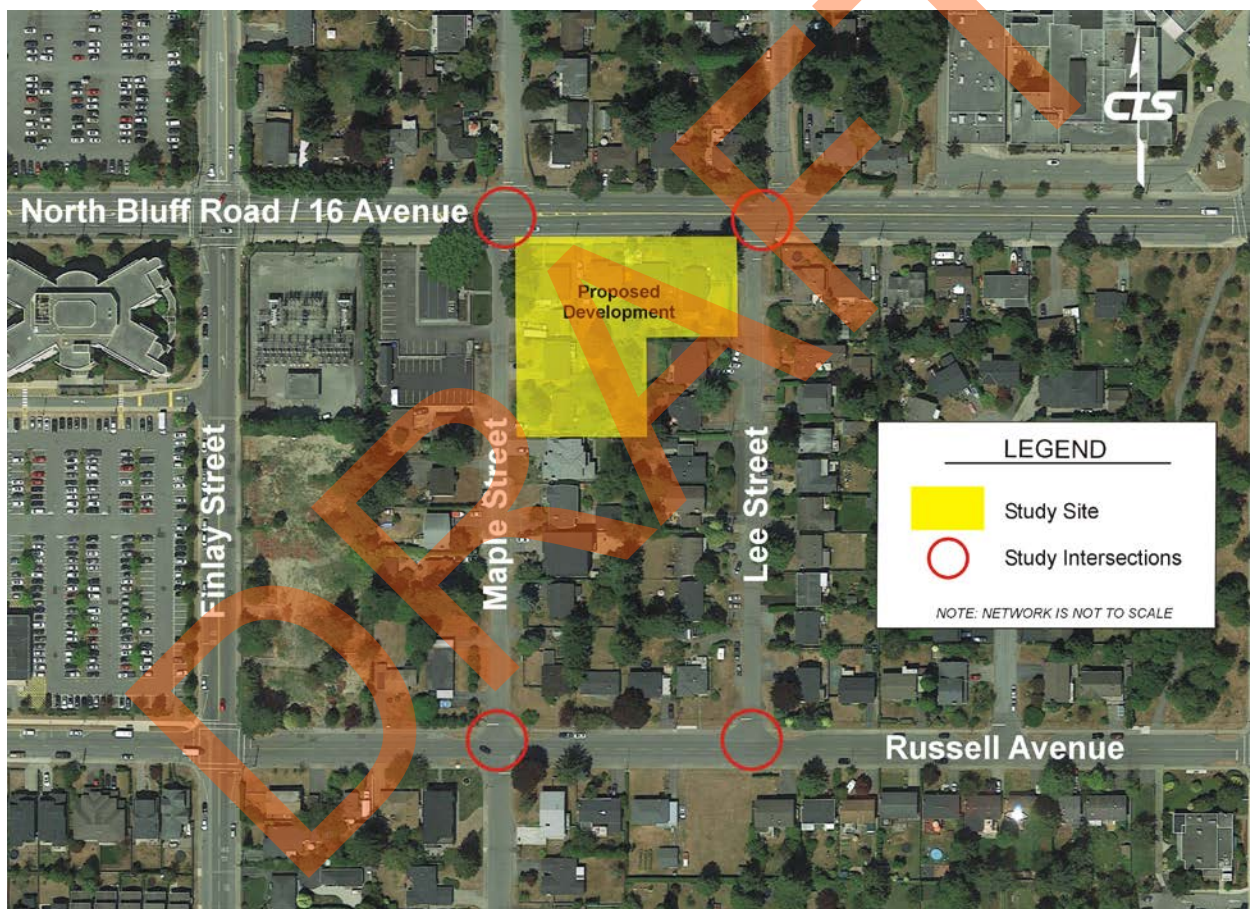 CTS
North Bluff Road / 16 Avenue
Proposed
Development
Finlay Street
Maple Street
Lee Street
LEGEND
Study Site
Study Intersections
NOTE: NETWORK IS NOT TO SCALE
Russell Avenue
DRAFT